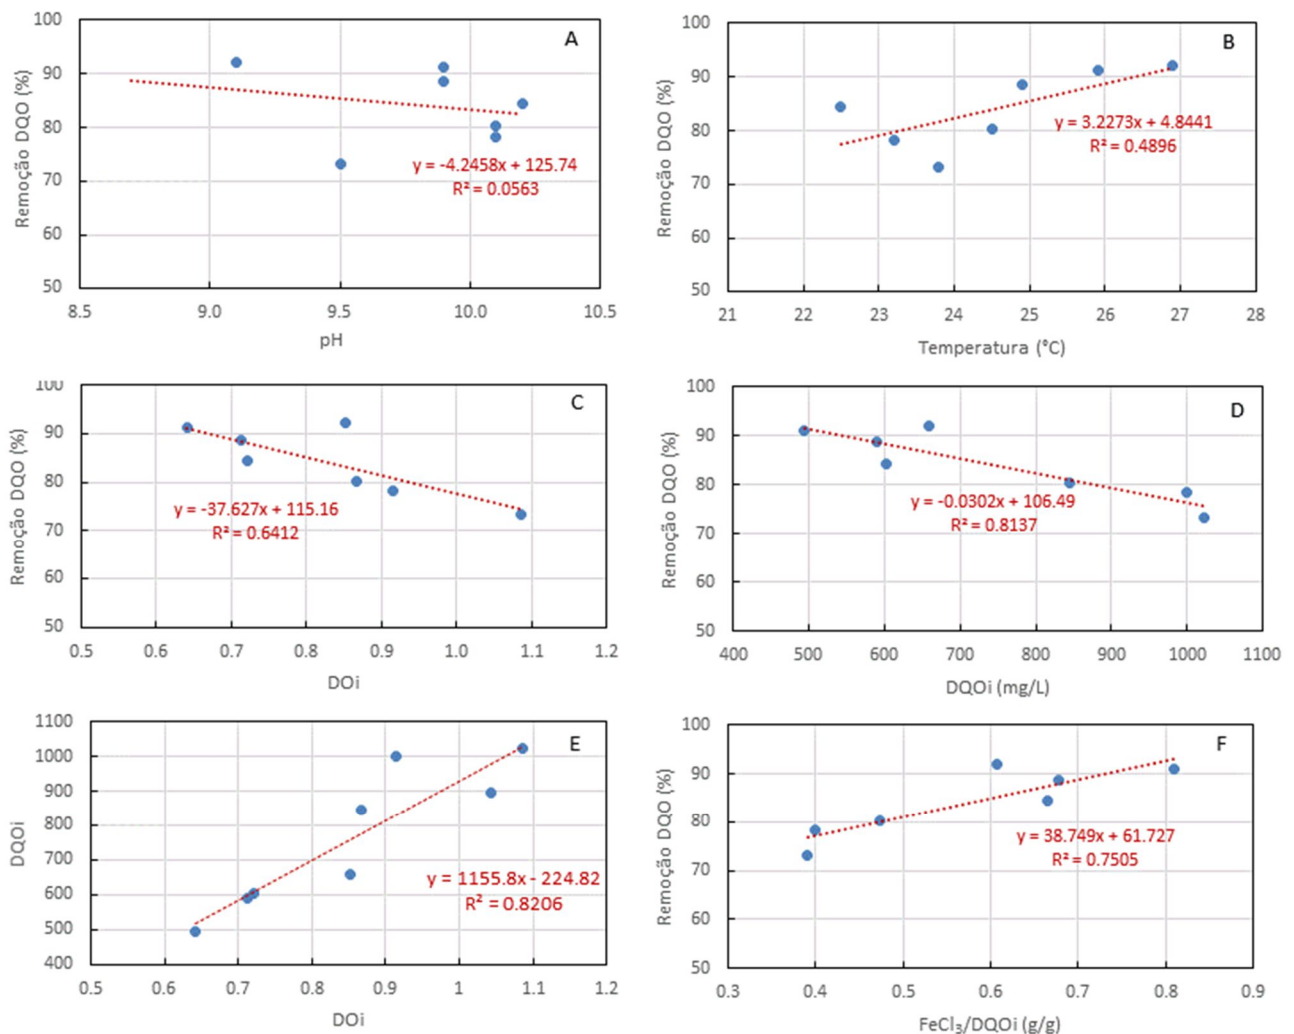 A
Remoção DQO (%)
100
90
80
70
60
50
y = -4.2458x + 125.74
R² = 0.0563
8.5 9.0 9.5 10.0 10.5
pH
B
Remoção DQO (%)
100
90
80
70
60
50
y = 3.2273x + 4.8441
R² = 0.4896
21 22 23 24 25 26 27 28
Temperatura (°C)
C
Remoção DQO (%)
100
90
80
70
60
50
y = -37.627x + 115.16
R² = 0.6412
0.5 0.6 0.7 0.8 0.9 1.0 1.1 1.2
DOi
D
Remoção DQO (%)
100
90
80
70
60
50
y = -0.0302x + 106.49
R² = 0.8137
400 500 600 700 800 900 1000 1100
DQOi (mg/L)
E
DQOi
1100
1000
900
800
700
600
500
400
y = 1155.8x - 224.82
R² = 0.8206
0.5 0.6 0.7 0.8 0.9 1 1.1 1.2
DOi
F
Remoção DQO (%)
100
90
80
70
60
50
y = 38.749x + 61.727
R² = 0.7505
0.3 0.4 0.5 0.6 0.7 0.8 0.9
FeCl₃/DQOi (g/g)